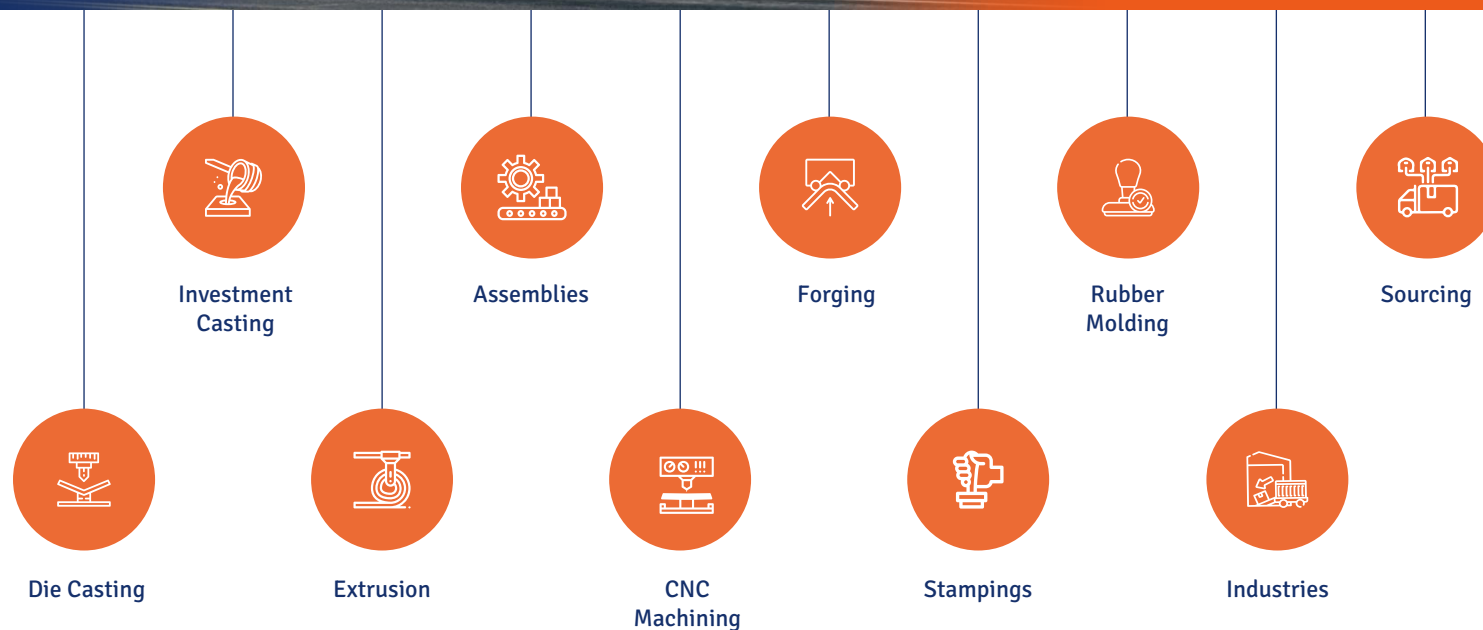 Investment
Casting
Assemblies
Forging
Rubber
Molding
Sourcing
Die Casting
Extrusion
CNC
Machining
Stampings
Industries